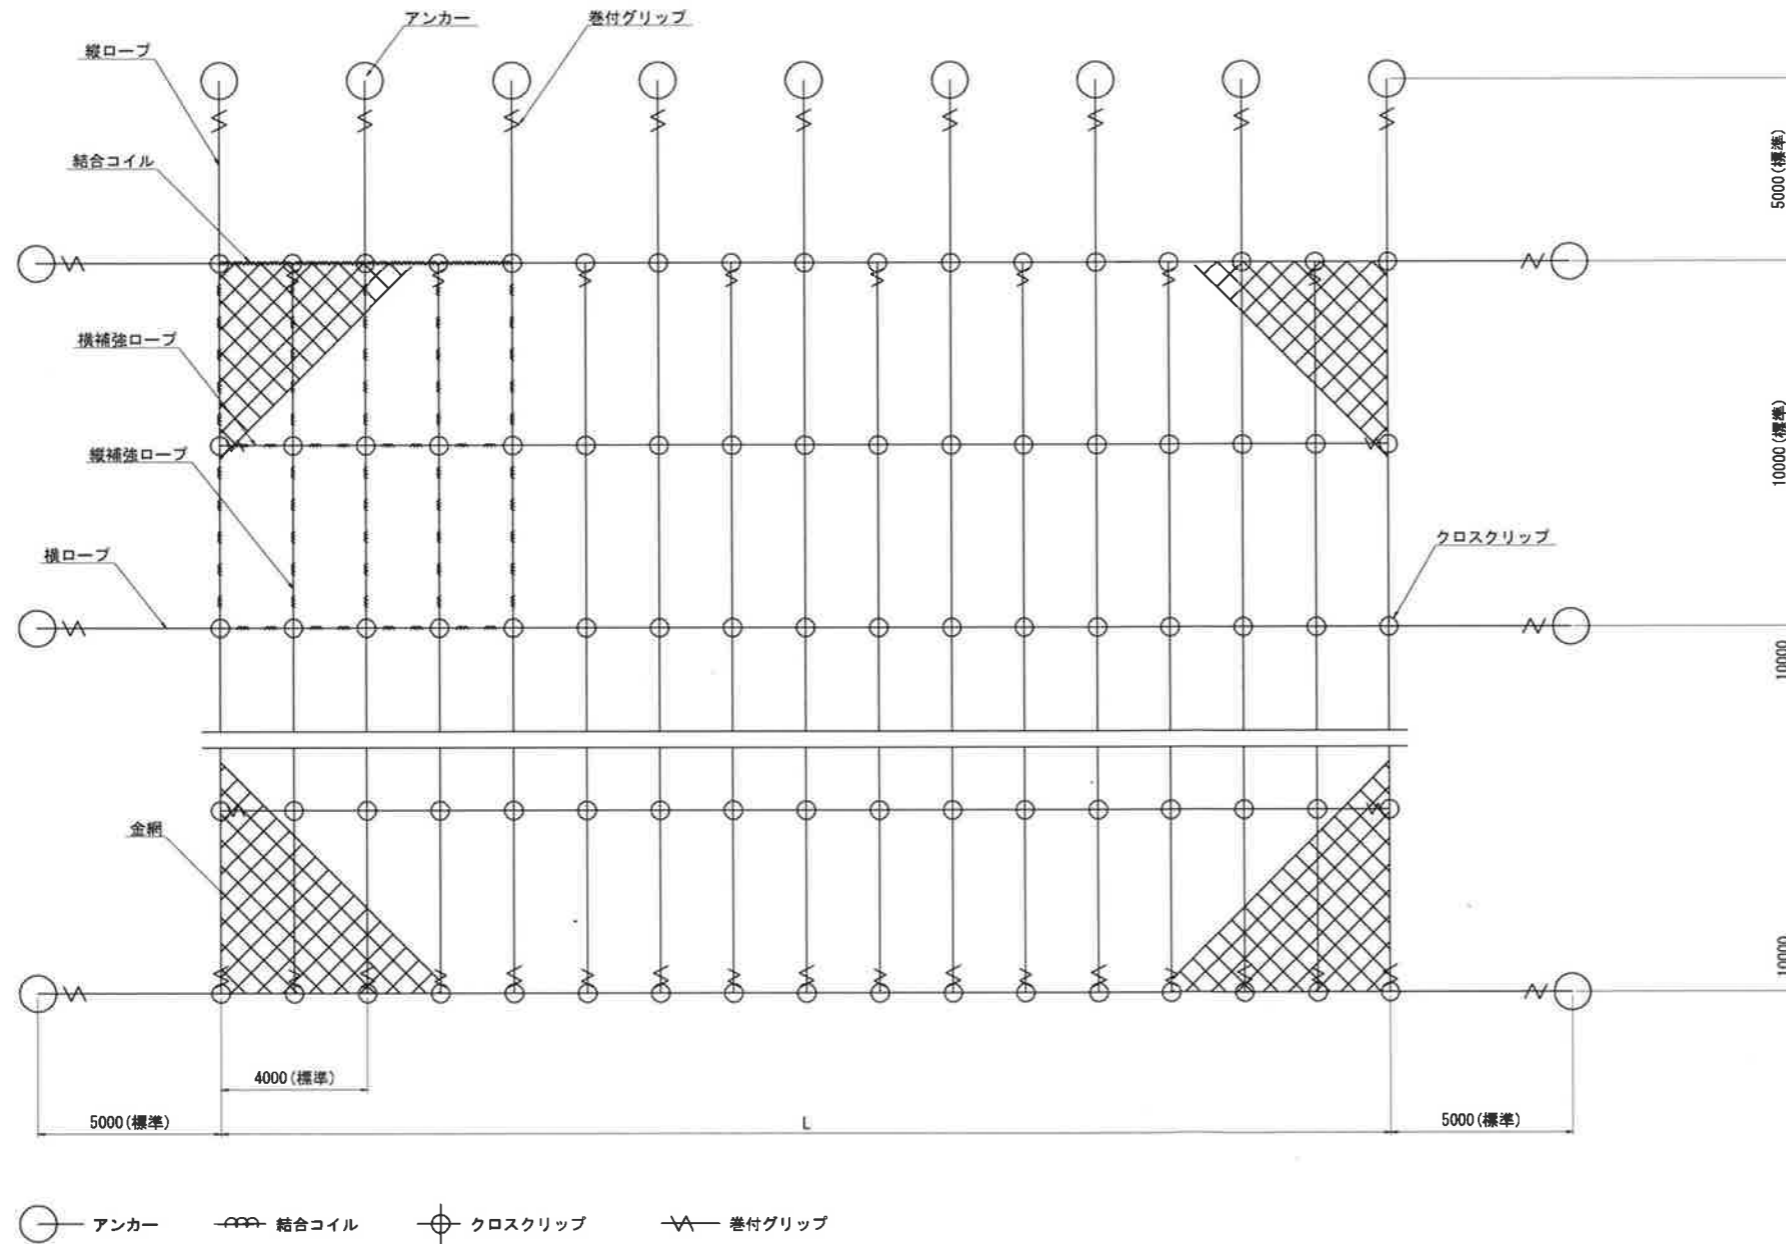 アンカー
巻付グリップ
縦ロープ
結合コイル
横補強ロープ
縦補強ロープ
横ロープ
クロスクリップ
金網
5000(標準)
10000(標準)
10000
10000
4000(標準)
5000(標準)
L
5000(標準)
アンカー
結合コイル
クロスクリップ
巻付グリップ